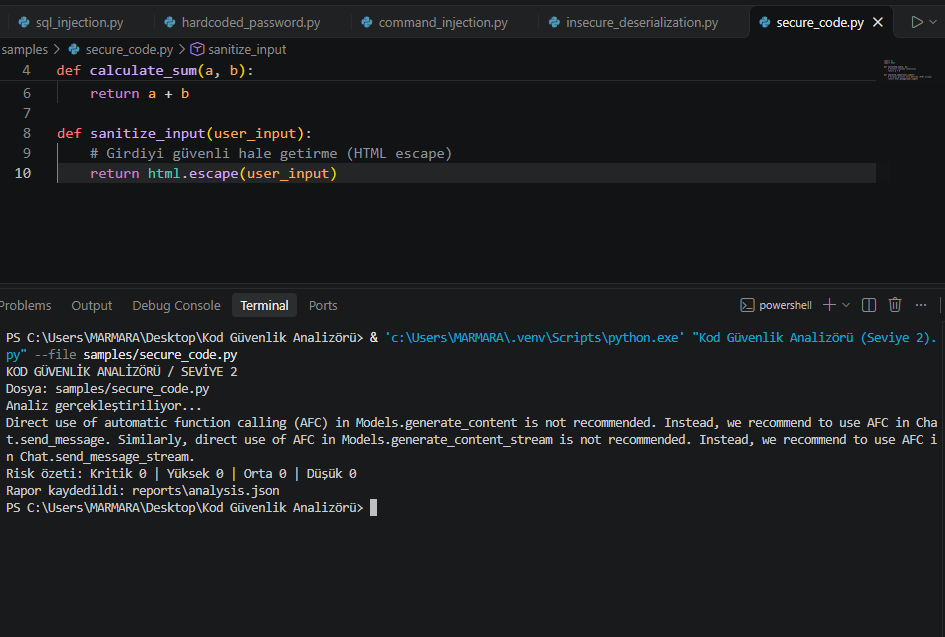 sql_injection.py hardcoded_password.py command_injection.py insecure_deserialization.py secure_code.py
samples > secure_code.py > sanitize_input
4 def calculate_sum(a, b):
6 return a + b
7
8 def sanitize_input(user_input):
9 # Girdiyi güvenli hale getirme (HTML escape)
10 return html.escape(user_input)
Problems Output Debug Console Terminal Ports powershell
PS C:\Users\MARMARA\Desktop\Kod Güvenlik Analizörü> & 'c:\Users\MARMARA\.venv\Scripts\python.exe' "Kod Güvenlik Analizörü (Seviye 2).
py" --file samples/secure_code.py
KOD GÜVENLİK ANALİZÖRÜ / SEVİYE 2
Dosya: samples/secure_code.py
Analiz gerçekleştiriliyor...
Direct use of automatic function calling (AFC) in Models.generate_content is not recommended. Instead, we recommend to use AFC in Cha
t.send_message. Similarly, direct use of AFC in Models.generate_content_stream is not recommended. Instead, we recommend to use AFC i
n Chat.send_message_stream.
Risk özeti: Kritik 0 | Yüksek 0 | Orta 0 | Düşük 0
Rapor kaydedildi: reports\analysis.json
PS C:\Users\MARMARA\Desktop\Kod Güvenlik Analizörü>